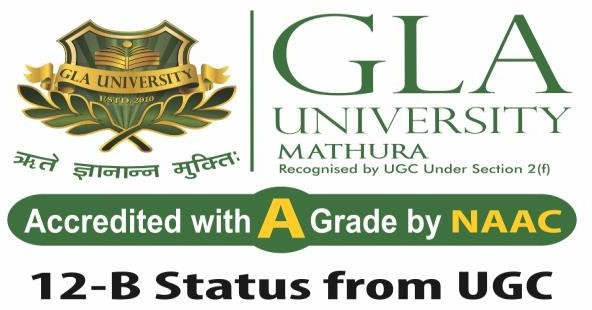 GLA UNIVERSITY
ESTD. 2010
ऋते ज्ञानान्न मुक्तिः
GLA
UNIVERSITY
MATHURA
Recognised by UGC Under Section 2(f)
Accredited with A Grade by NAAC
12-B Status from UGC